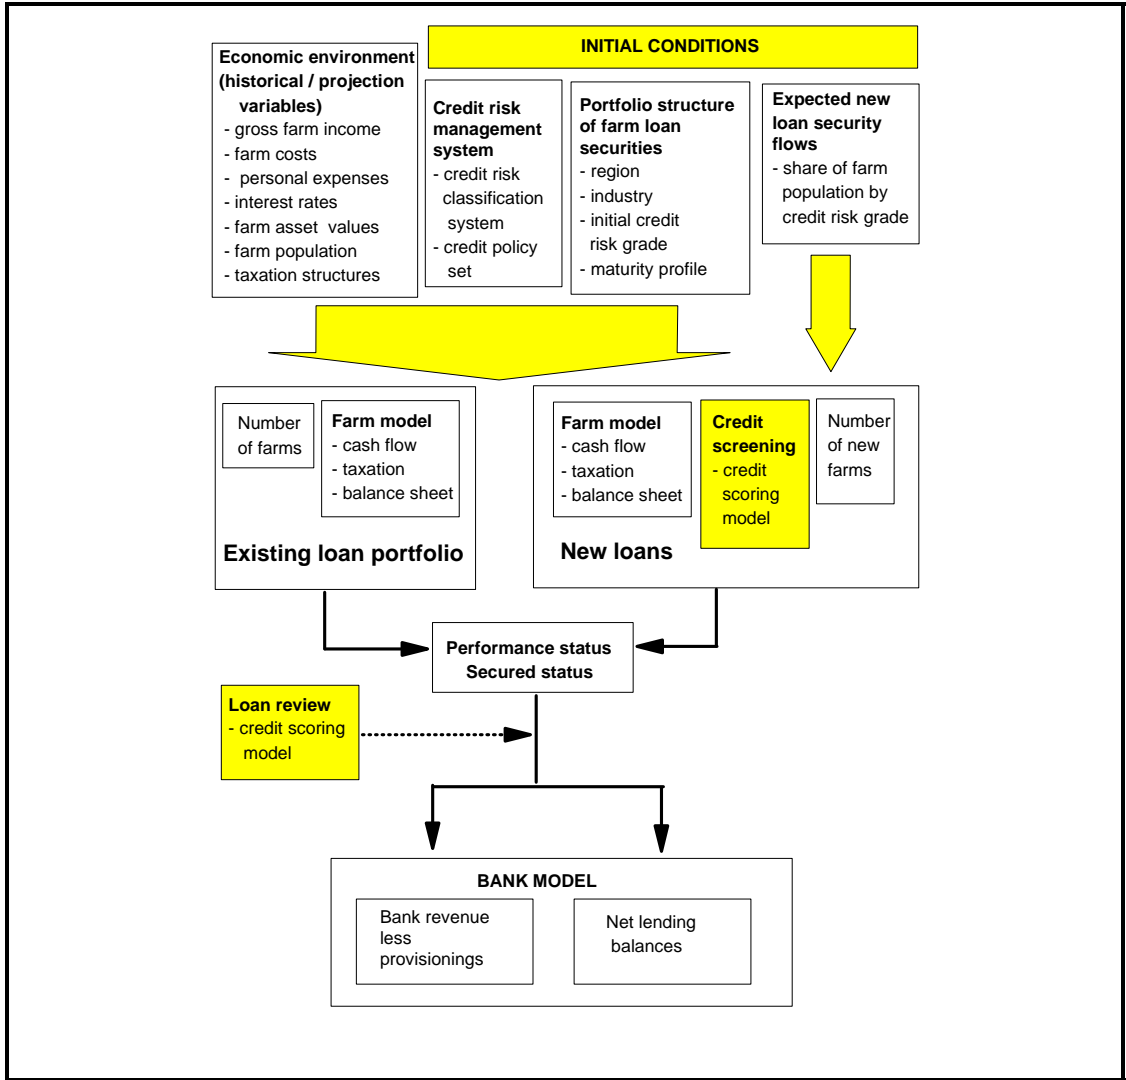 INITIAL CONDITIONS
Economic environment
(historical / projection
variables)
- gross farm income
- farm costs
- personal expenses
- interest rates
- farm asset values
- farm population
- taxation structures
Credit risk
management
system
- credit risk
classification
system
- credit policy
set
Portfolio structure
of farm loan
securities
- region
- industry
- initial credit
risk grade
- maturity profile
Expected new
loan security
flows
- share of farm
population by
credit risk grade
Number
of farms
Farm model
- cash flow
- taxation
- balance sheet
Existing loan portfolio
Farm model
- cash flow
- taxation
- balance sheet
Credit
screening
- credit
scoring
model
Number
of new
farms
New loans
Performance status
Secured status
Loan review
- credit scoring
model
BANK MODEL
Bank revenue
less
provisionings
Net lending
balances